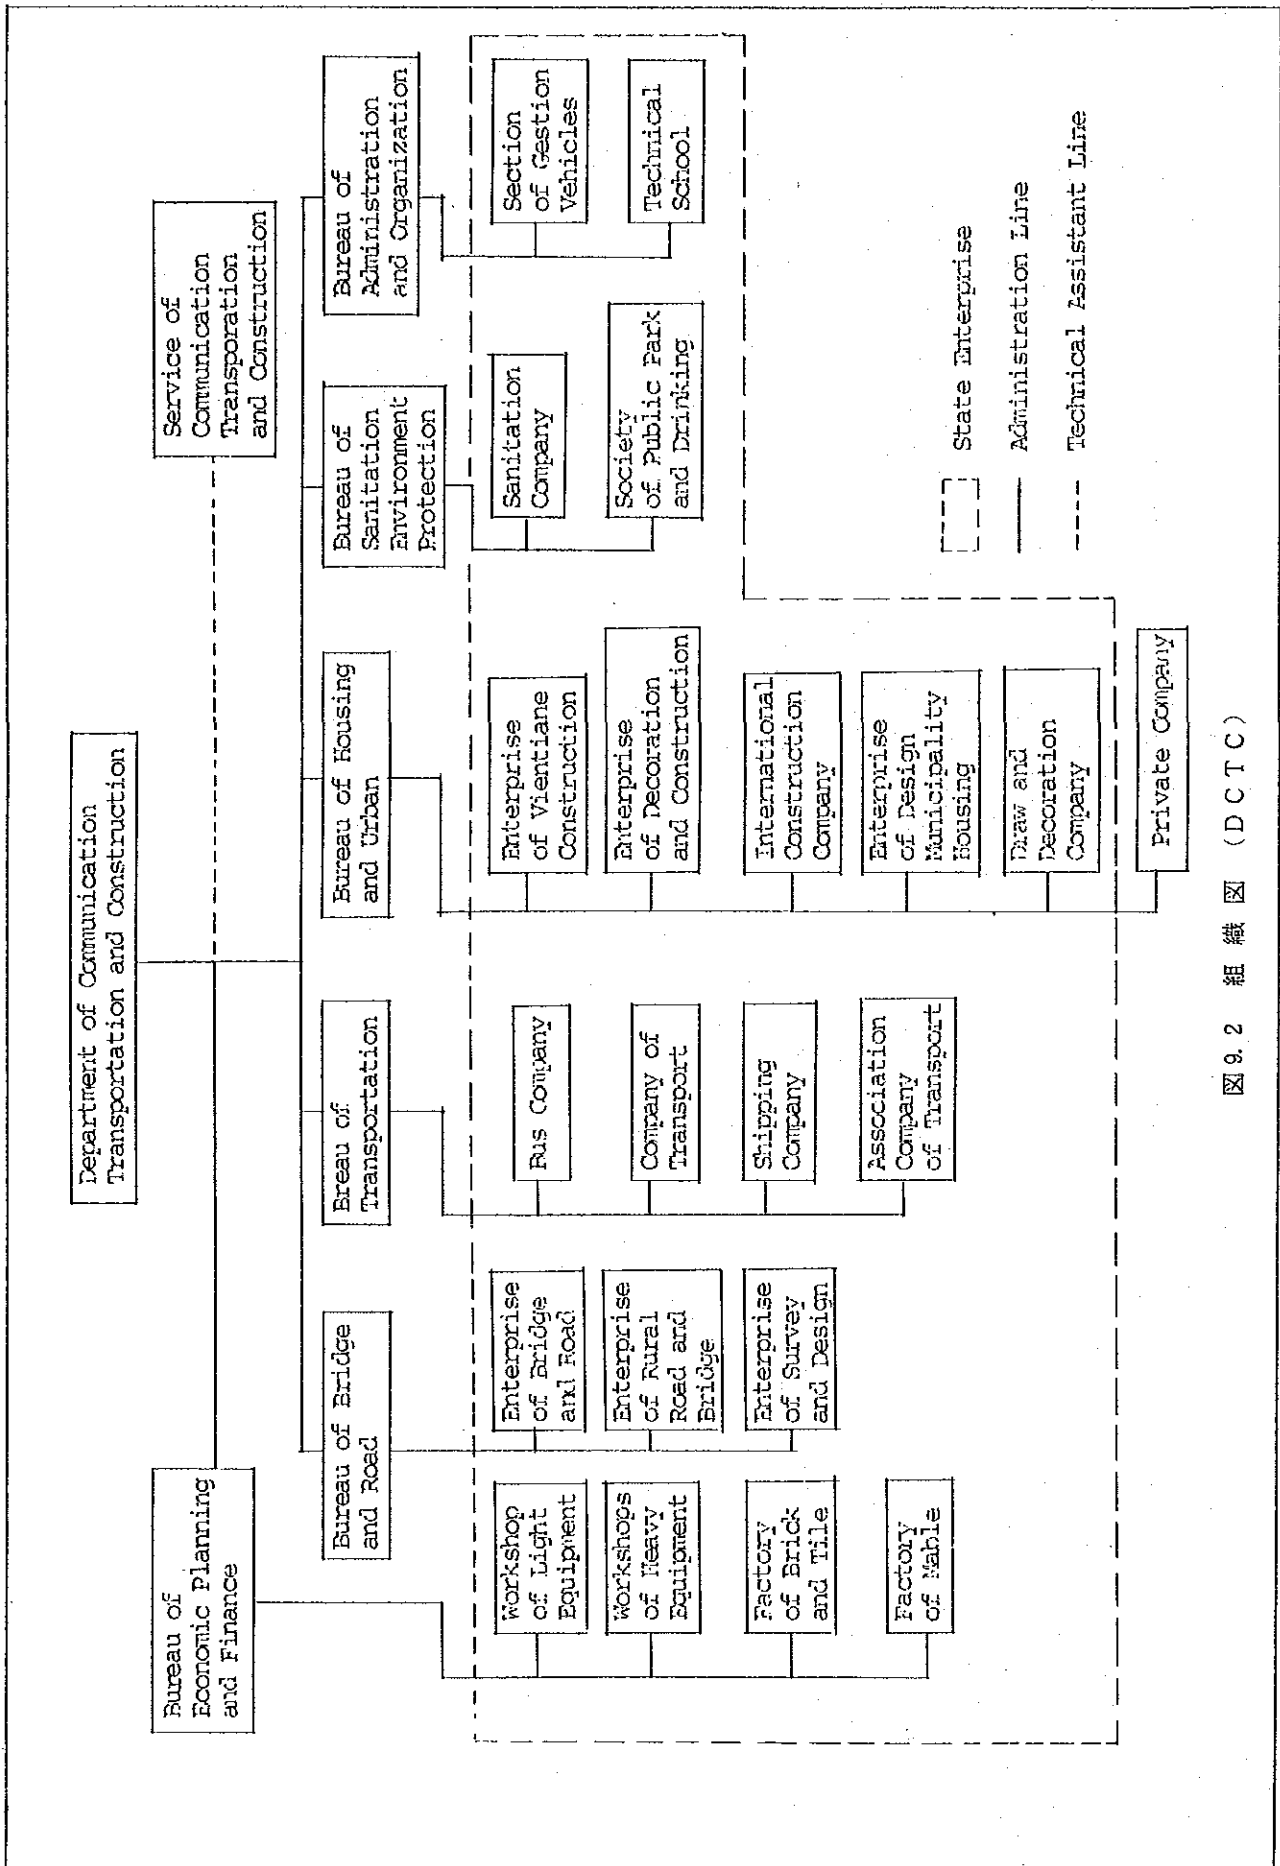 Department of Communication
Transportation and Construction
Bureau of
Economic Planning
and Finance
Service of
Communication
Transporation
and Construction
Bureau of Bridge
and Road
Breau of
Transportation
Bureau of Housing
and Urban
Bureau of
Sanitation
Environment
Protection
Bureau of
Administration
and Organization
Workshop
of Light
Equipment
Workshops
of Heavy
Equipment
Factory
of Brick
and Tile
Factory
of Mable
Enterprise
of Bridge
and Road
Enterprise
of Rural
Road and
Bridge
Enterprise
of Survey
and Design
Bus Company
Company of
Transport
Shipping
Company
Association
Company
of Transport
Enterprise
of Vientiane
Construction
Enterprise
of Decoration
and Construction
International
Construction
Company
Enterprise
of Design
Municipality
Housing
Draw and
Decoration
Company
Private Company
Sanitation
Company
Society
of Public Park
and Drinking
Section
of Gestion
Vehicles
Technical
School
State Enterprise
Administration Line
Technical Assistant Line
図9.2 組織図 (DCTC)